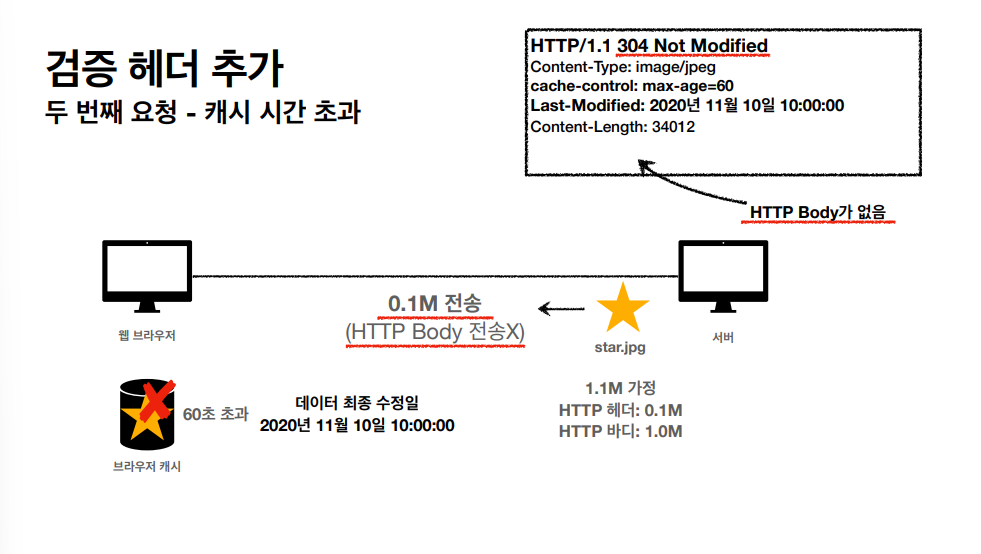 검증 헤더 추가
두 번째 요청 - 캐시 시간 초과
HTTP/1.1 304 Not Modified
Content-Type: image/jpeg
cache-control: max-age=60
Last-Modified: 2020년 11월 10일 10:00:00
Content-Length: 34012
HTTP Body가 없음
0.1M 전송
(HTTP Body 전송X)
웹 브라우저
star.jpg
서버
60초 초과
데이터 최종 수정일
2020년 11월 10일 10:00:00
1.1M 가정
HTTP 헤더: 0.1M
HTTP 바디: 1.0M
브라우저 캐시